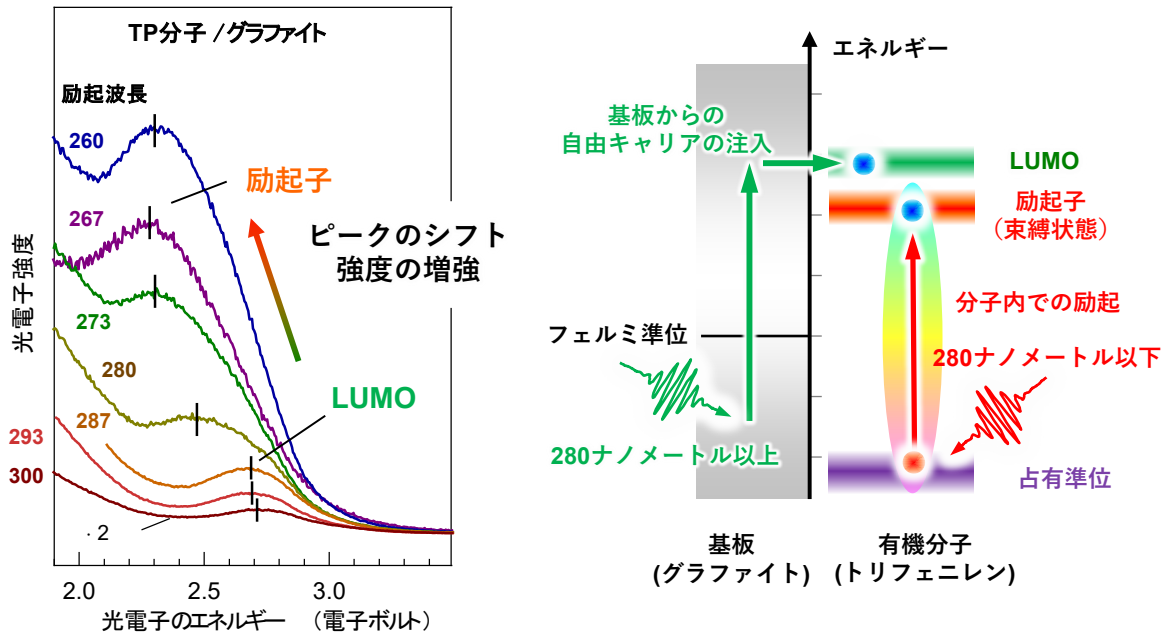 TP分子 /グラファイト
励起波長
260
267
273
280
287
293
300
· 2
励起子
ピークのシフト
強度の増強
LUMO
光電子強度
2.0
2.5
3.0
光電子のエネルギー （電子ボルト）
エネルギー
基板からの
自由キャリアの注入
フェルミ準位
280ナノメートル以上
LUMO
励起子
（束縛状態）
分子内での励起
280ナノメートル以下
占有準位
基板
(グラファイト)
有機分子
(トリフェニレン)